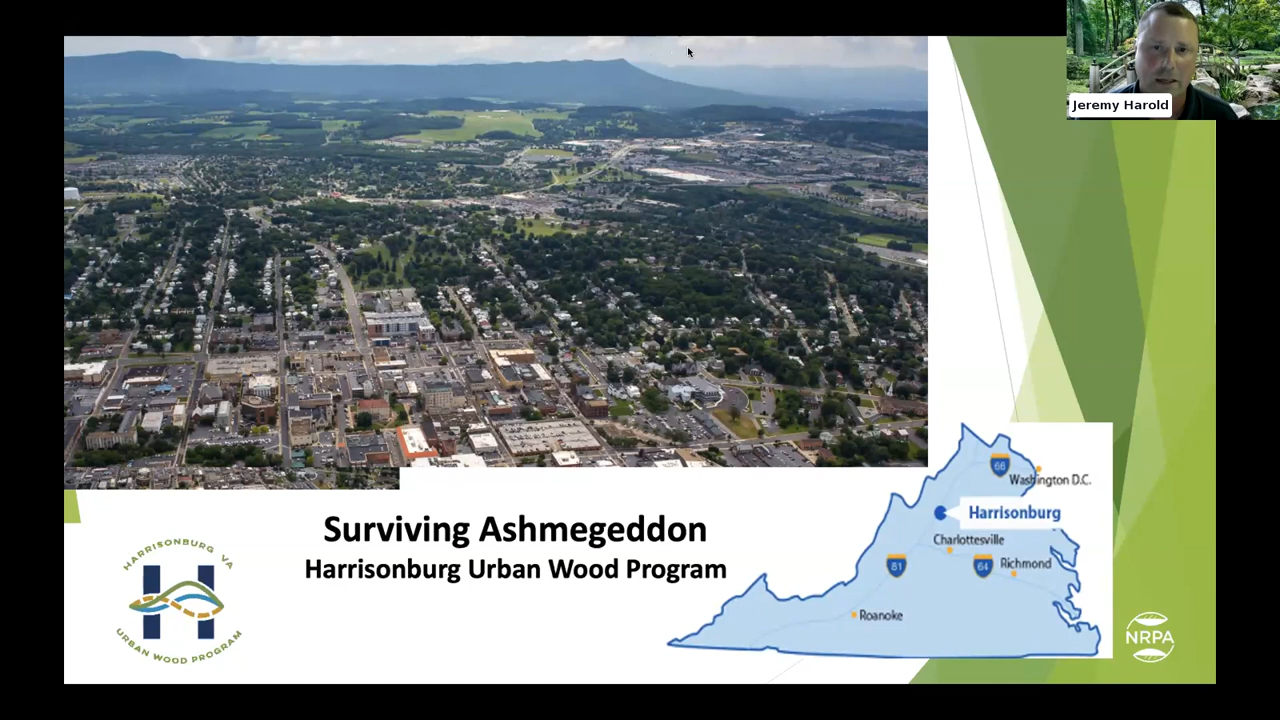 Jeremy Harold
66
Washington D.C.
Harrisonburg
Charlottesville
81
64
Richmond
Roanoke
Surviving Ashmegeddon
Harrisonburg Urban Wood Program
HARRISONBURG VA
H
URBAN WOOD PROGRAM
NRPA